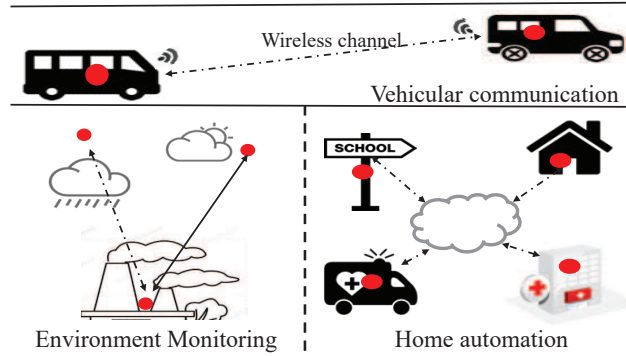 Wireless channel
Vehicular communication
SCHOOL
Environment Monitoring
Home automation